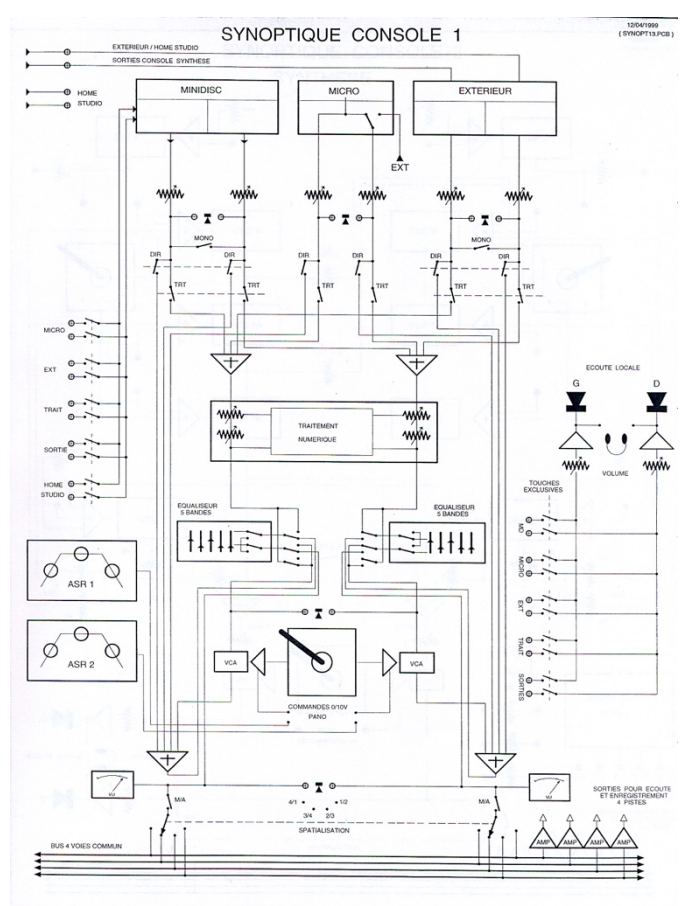 SYNOPTIQUE CONSOLE 1
12/04/1999
( SYNOPT13.PCB )
EXTERIEUR / HOME STUDIO
SORTIES CONSOLE SYNTHESE
HOME
STUDIO
MINIDISC
MICRO
EXTERIEUR
EXT
MONO
MONO
DIR
DIR
DIR
DIR
DIR
DIR
TRT
TRT
TRT
TRT
TRT
TRT
MICRO
EXT
TRAIT
SORTIE
HOME
STUDIO
TRAITEMENT
NUMERIQUE
ECOUTE LOCALE
G
D
VOLUME
TOUCHES
EXCLUSIVES
MD
MICRO
EXT
TRAIT
SORTIES
EQUALISEUR
5 BANDES
EQUALISEUR
5 BANDES
ASR 1
ASR 2
VCA
VCA
COMMANDES 0/10V
PANO
VU
VU
M/A
M/A
4/1
1/2
3/4
2/3
SPATIALISATION
SORTIES POUR ECOUTE
ET ENREGISTREMENT
4 PISTES
AMP
AMP
AMP
AMP
BUS 4 VOIES COMMUN